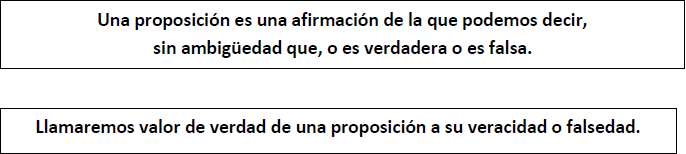 Una proposición es una afirmación de la que podemos decir,
sin ambigüedad que, o es verdadera o es falsa.
Llamaremos valor de verdad de una proposición a su veracidad o falsedad.